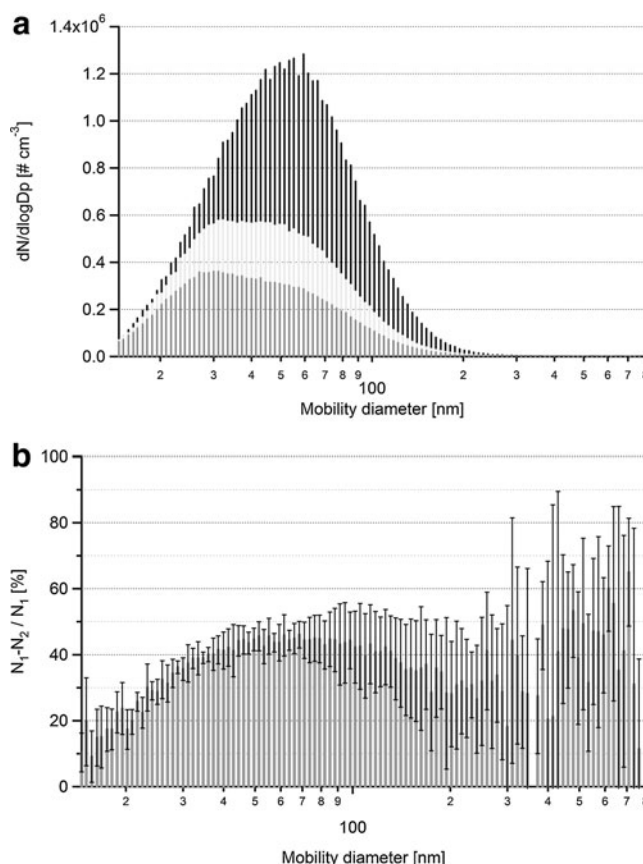 a
1.4x10⁶
1.2
1.0
0.8
0.6
0.4
0.2
0.0
dN/dlogDp [# cm⁻³]
2 3 4 5 6 7 8 9 100 2 3 4 5 6 7 8
Mobility diameter [nm]
b
100
80
60
40
20
0
N₁-N₂ / N₁ [%]
2 3 4 5 6 7 8 9 100 2 3 4 5 6 7 8
Mobility diameter [nm]